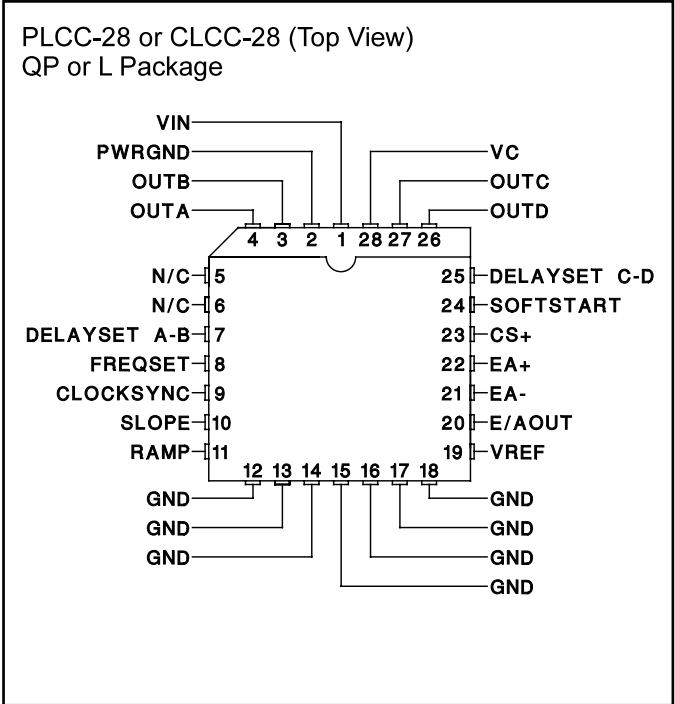 PLCC-28 or CLCC-28 (Top View)
QP or L Package
VIN
PWRGND
OUTB
OUTA
VC
OUTC
OUTD
4 3 2 1 28 27 26
N/C 5
N/C 6
DELAYSET A-B 7
FREQSET 8
CLOCKSYNC 9
SLOPE 10
RAMP 11
25 DELAYSET C-D
24 SOFTSTART
23 CS+
22 EA+
21 EA-
20 E/AOUT
19 VREF
12 13 14 15 16 17 18
GND
GND
GND
GND
GND
GND
GND